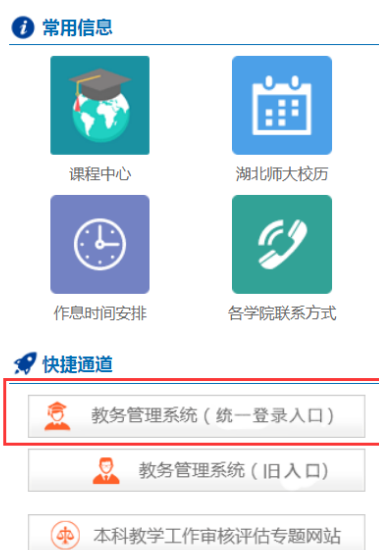 常用信息
课程中心
湖北师大校历
作息时间安排
各学院联系方式
快捷通道
教务管理系统（统一登录入口）
教务管理系统（旧入口）
本科教学工作审核评估专题网站